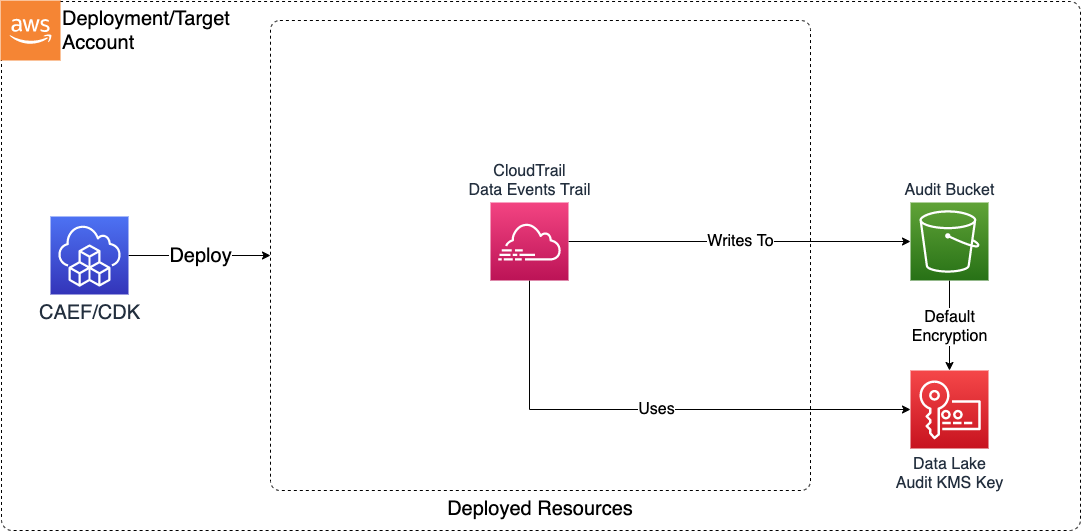 aws
Deployment/Target
Account
CloudTrail
Data Events Trail
Audit Bucket
Writes To
Deploy
CAEF/CDK
Default
Encryption
Uses
Data Lake
Audit KMS Key
Deployed Resources